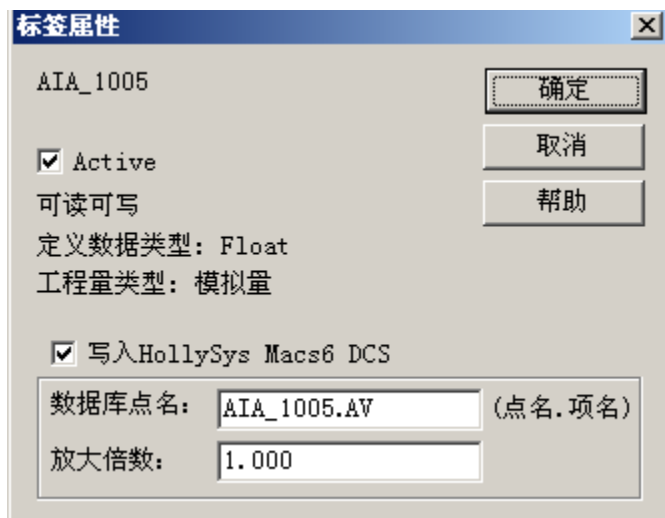 标签属性
AIA_1005
确定
Active
取消
可读可写
帮助
定义数据类型: Float
工程量类型: 模拟量
写入HollySys Macs6 DCS
数据库点名: AIA_1005.AV (点名.项名)
放大倍数: 1.000